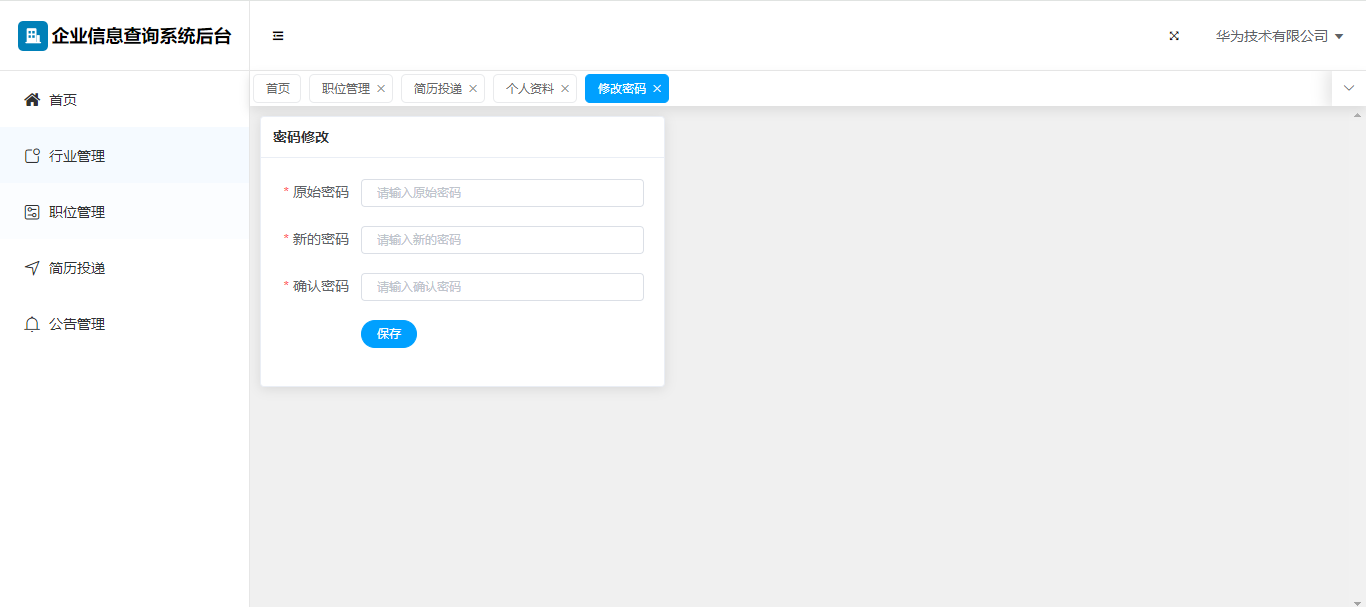 企业信息查询系统后台
华为技术有限公司
首页
行业管理
职位管理
简历投递
公告管理
首页 职位管理 简历投递 个人资料 修改密码
密码修改
* 原始密码 请输入原始密码
* 新的密码 请输入新的密码
* 确认密码 请输入确认密码
保存